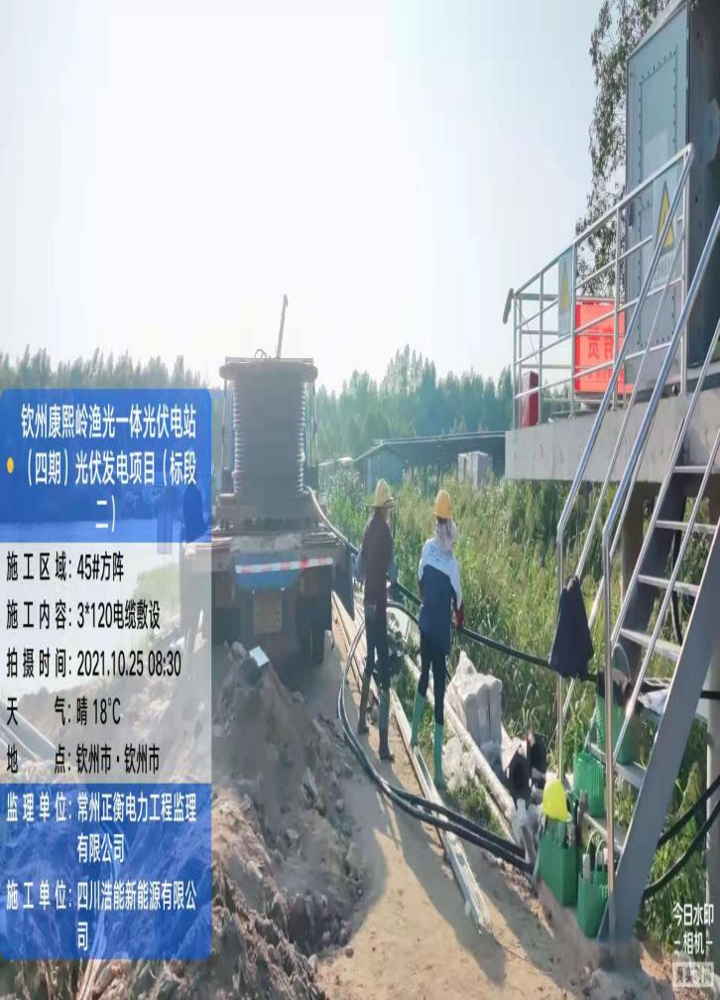 钦州康熙岭渔光一体光伏电站
（四期）光伏发电项目（标段
二）
施工区域：45#方阵
施工内容：3*120电缆敷设
拍摄时间：2021.10.25 08:30
天 气：晴 18℃
地 点：钦州市·钦州市
监理单位：常州正衡电力工程监理
有限公司
施工单位：四川浩能新能源有限公
司
今日水印
-相机-